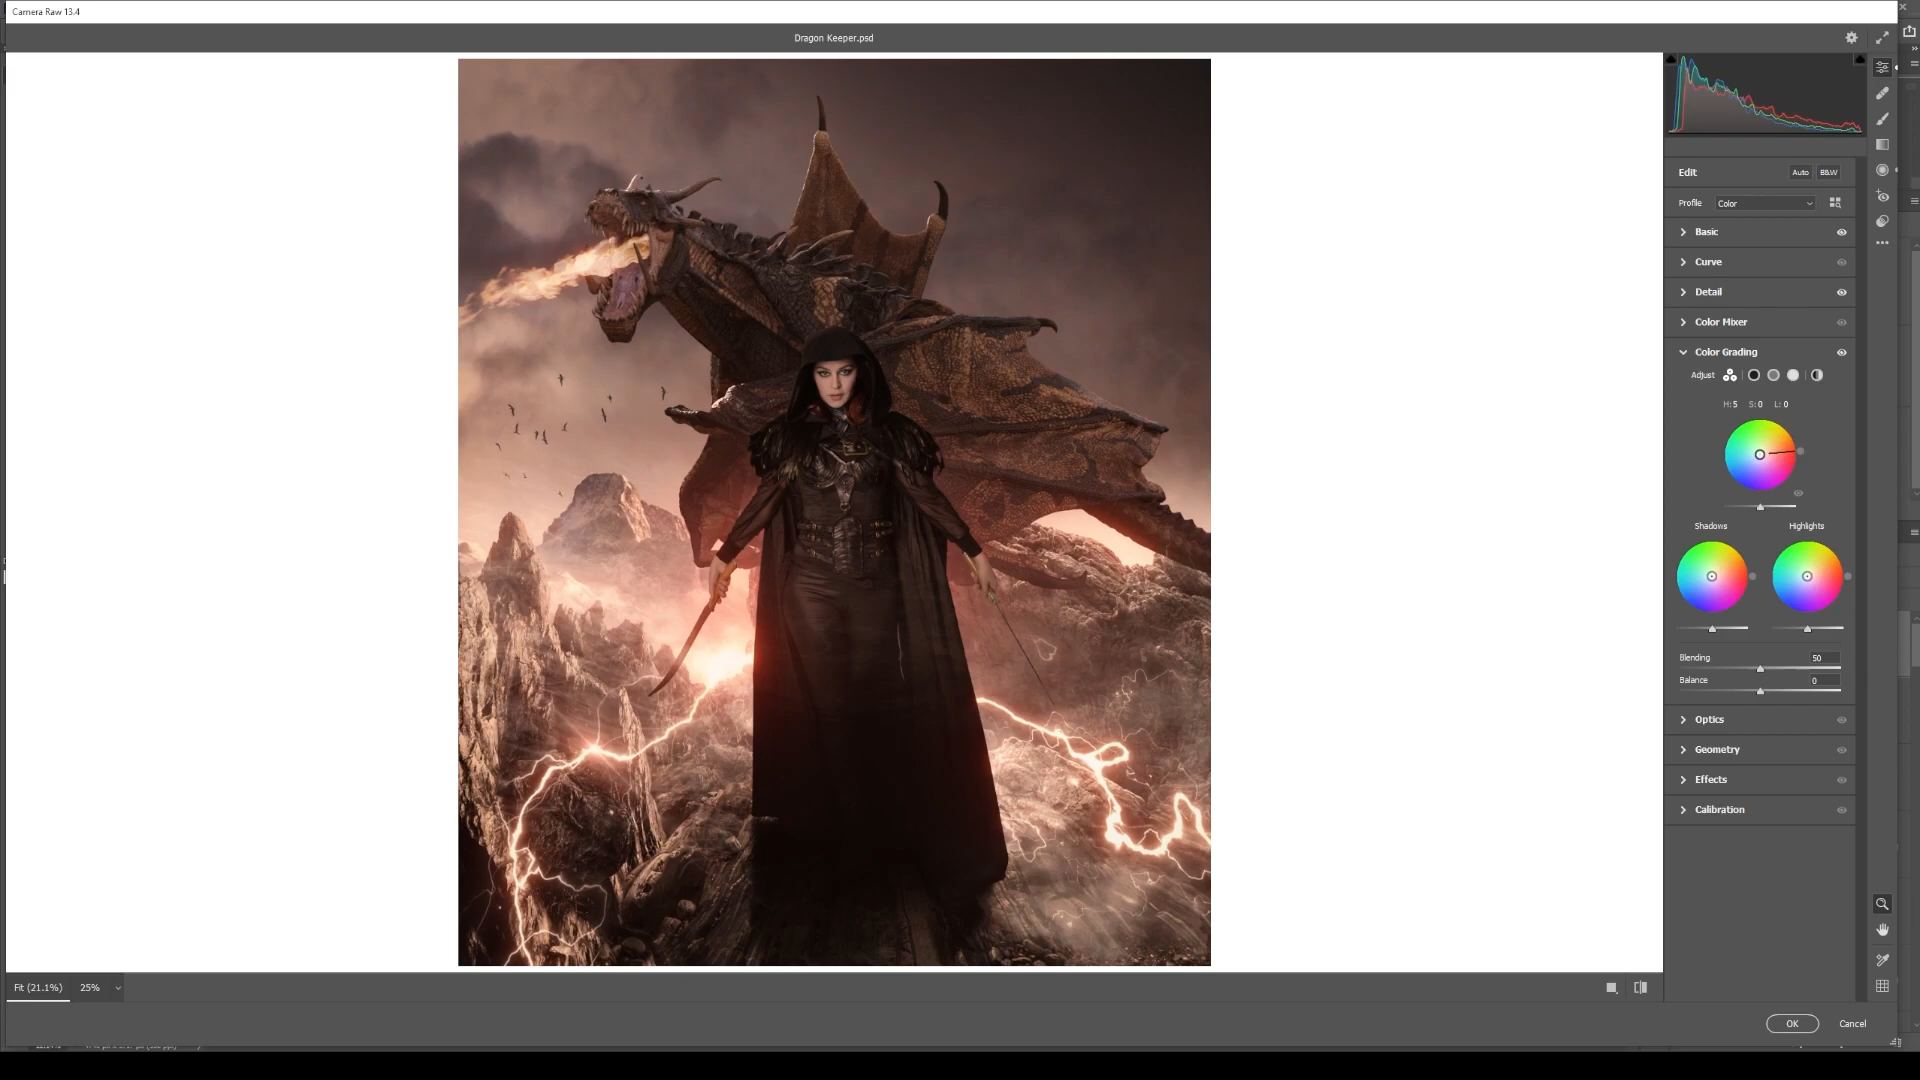 Camera Raw 13.4
Dragon Keeper.psd
Edit
Auto
B&W
Profile
Color
Basic
Curve
Detail
Color Mixer
Color Grading
Adjust
H: 5 S: 0 L: 0
Shadows
Highlights
Blending
50
Balance
0
Optics
Geometry
Effects
Calibration
Fit (21.1%)
25%
OK
Cancel